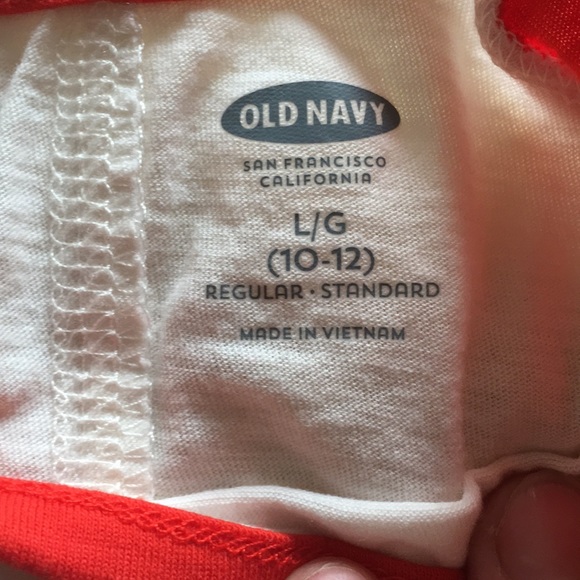 OLD NAVY
SAN FRANCISCO
CALIFORNIA
L/G
(10-12)
REGULAR · STANDARD
MADE IN VIETNAM